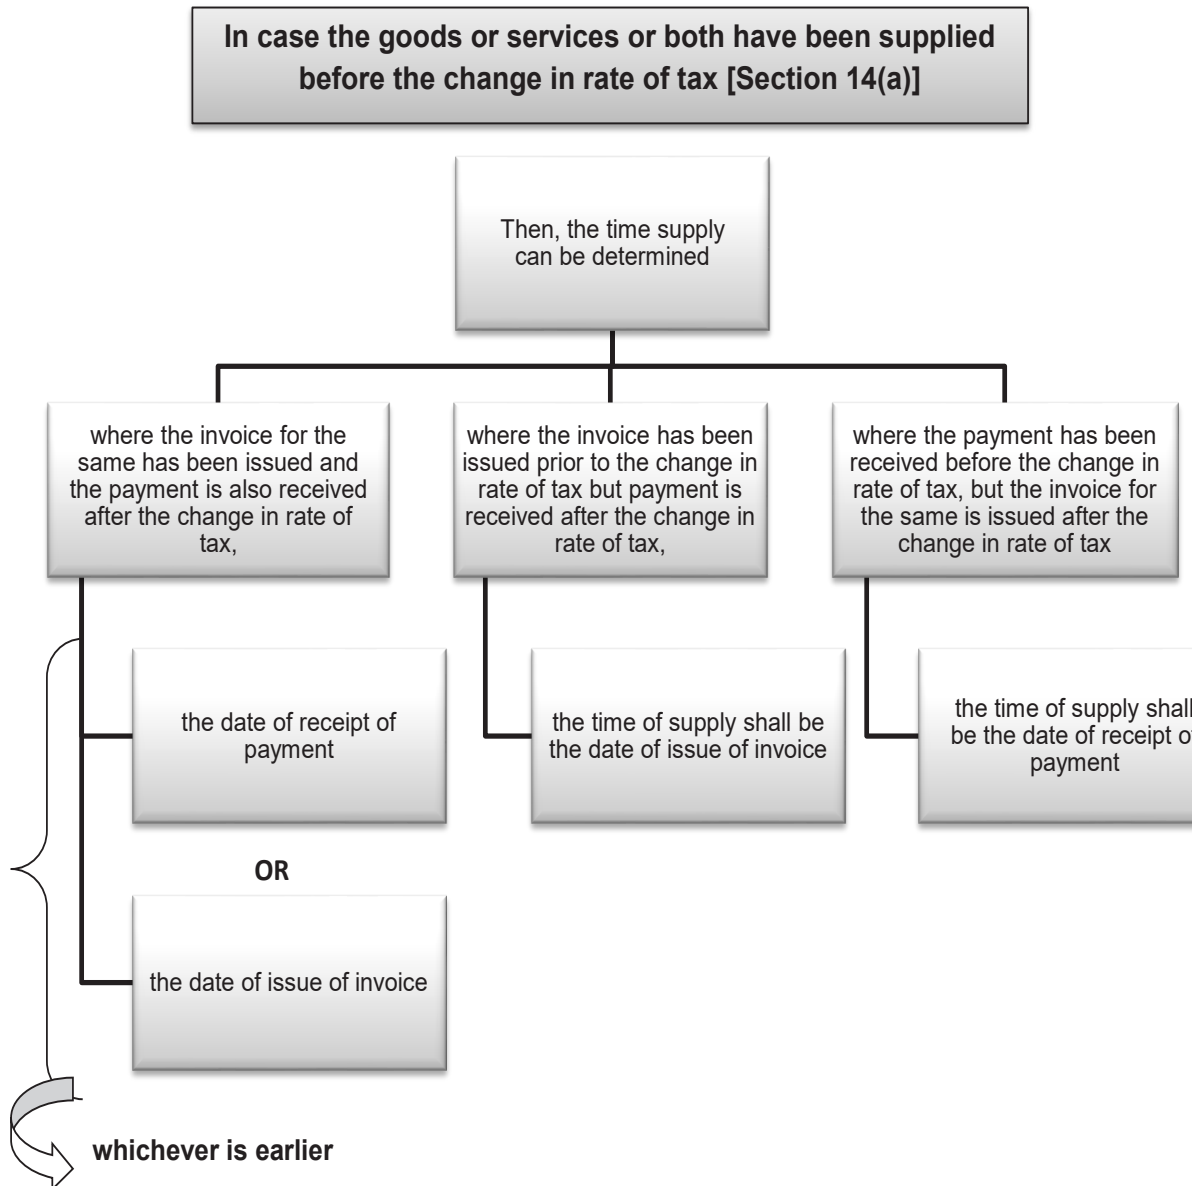 In case the goods or services or both have been supplied
before the change in rate of tax [Section 14(a)]
Then, the time supply
can be determined
where the invoice for the
same has been issued and
the payment is also received
after the change in rate of
tax,
where the invoice has been
issued prior to the change in
rate of tax but payment is
received after the change in
rate of tax,
where the payment has been
received before the change in
rate of tax, but the invoice for
the same is issued after the
change in rate of tax
the date of receipt of
payment
the time of supply shall be
the date of issue of invoice
the time of supply shall
be the date of receipt of
payment
OR
the date of issue of invoice
whichever is earlier